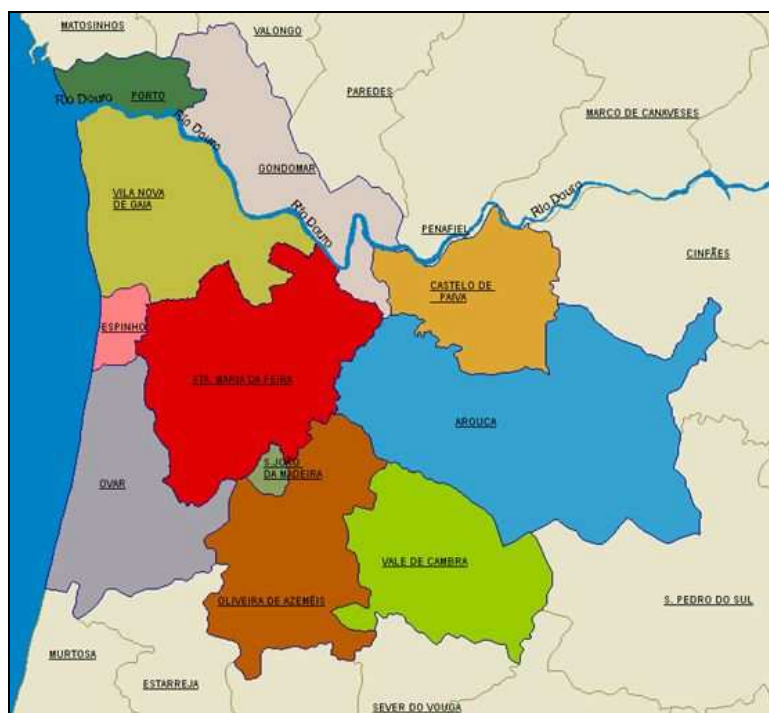 MATOSINHOS
VALONGO
PAREDES
PORTO
Rio Douro
MARCO DE CANAVESES
Rio Douro
GONDOMAR
VILA NOVA
DE GAIA
Rio Douro
Rio Douro
PENAFIEL
CINFÃES
CASTELO DE
PAIVA
ESPINHO
STA. MARIA DA FEIRA
AROUCA
S. JOÃO
DA MADEIRA
OVAR
VALE DE CAMBRA
OLIVEIRA DE AZEMÉIS
S. PEDRO DO SUL
MURTOSA
ESTARREJA
SEVER DO VOUGA